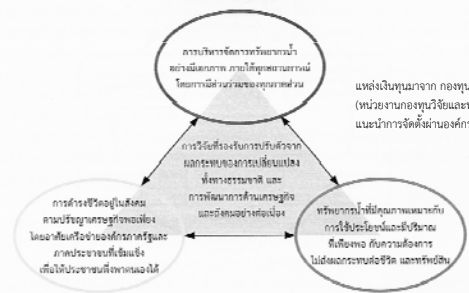 การบริหารจัดการทรัพยากรน้ำ
อย่างมีเอกภาพ ภายใต้ทุกสถานการณ์
โดยการมีส่วนร่วมของทุกภาคส่วน
แหล่งเงินทุนมาจาก กองทุน
(หน่วยงานกองทุนวิจัยและ
แนะนำการจัดตั้งผ่านองค์กร
การวิจัยที่รองรับการปรับตัวจาก
ผลกระทบของการเปลี่ยนแปลง
ทั้งทางธรรมชาติ และ
การพัฒนาการด้านเศรษฐกิจ
และสังคมอย่างต่อเนื่อง
การดำรงชีวิตอยู่ในสังคม
ตามปรัชญาเศรษฐกิจพอเพียง
โดยอาศัยเครือข่ายองค์กรภาครัฐและ
ภาคประชาชนที่เข้มแข็ง
เพื่อให้ประชาชนพึ่งพาตนเองได้
ทรัพยากรน้ำที่มีคุณภาพเหมาะกับ
การใช้ประโยชน์และมีปริมาณ
ที่เพียงพอ กับความต้องการ
ไม่ส่งผลกระทบต่อชีวิต และทรัพย์สิน